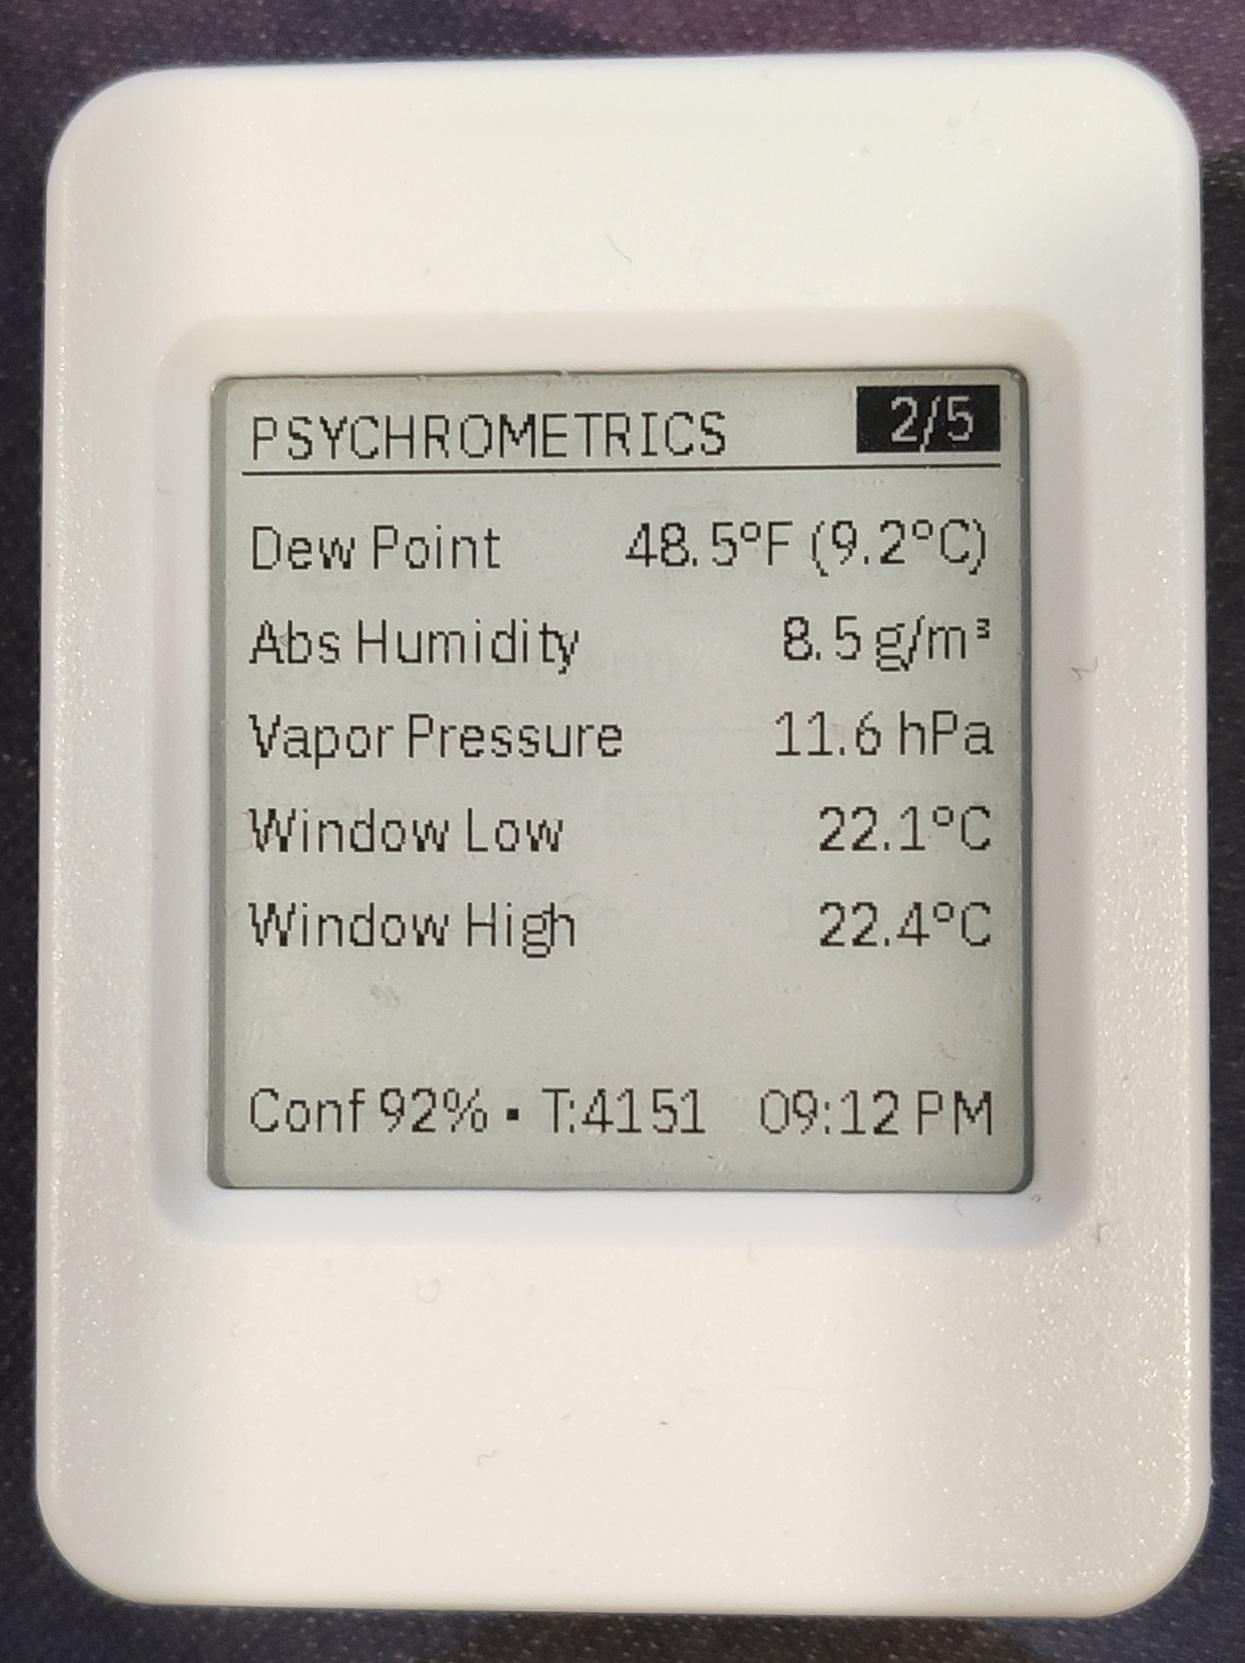 PSYCHROMETRICS 2/5
Dew Point 48.5°F (9.2°C)
Abs Humidity 8.5 g/m³
Vapor Pressure 11.6 hPa
Window Low 22.1°C
Window High 22.4°C
Conf 92% ▪ T:4151 09:12 PM